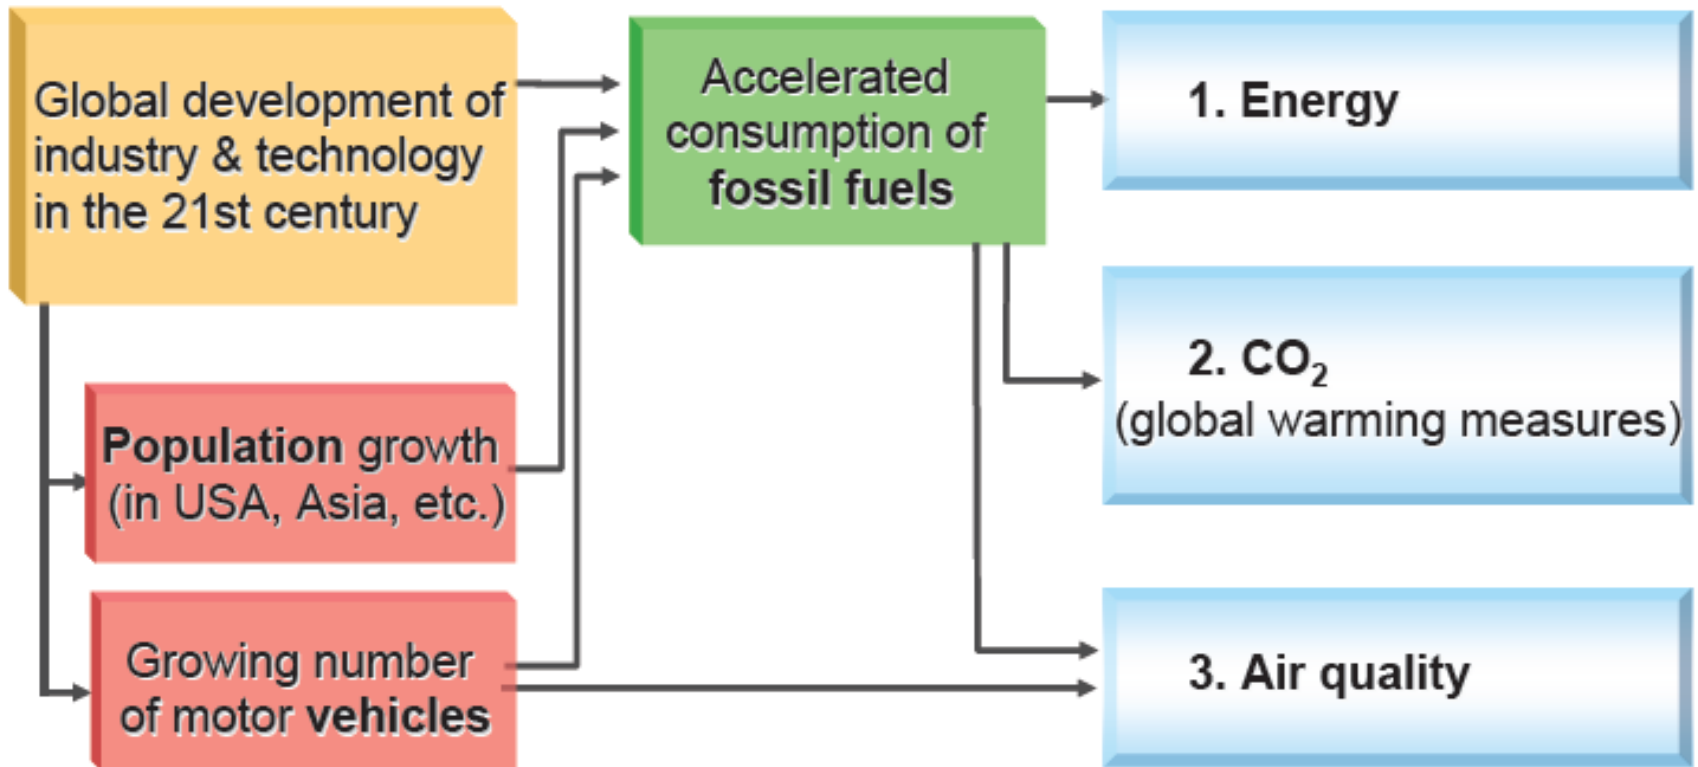 Global development of
industry & technology
in the 21st century
Accelerated
consumption of
fossil fuels
1. Energy
2. CO₂
(global warming measures)
Population growth
(in USA, Asia, etc.)
Growing number
of motor vehicles
3. Air quality